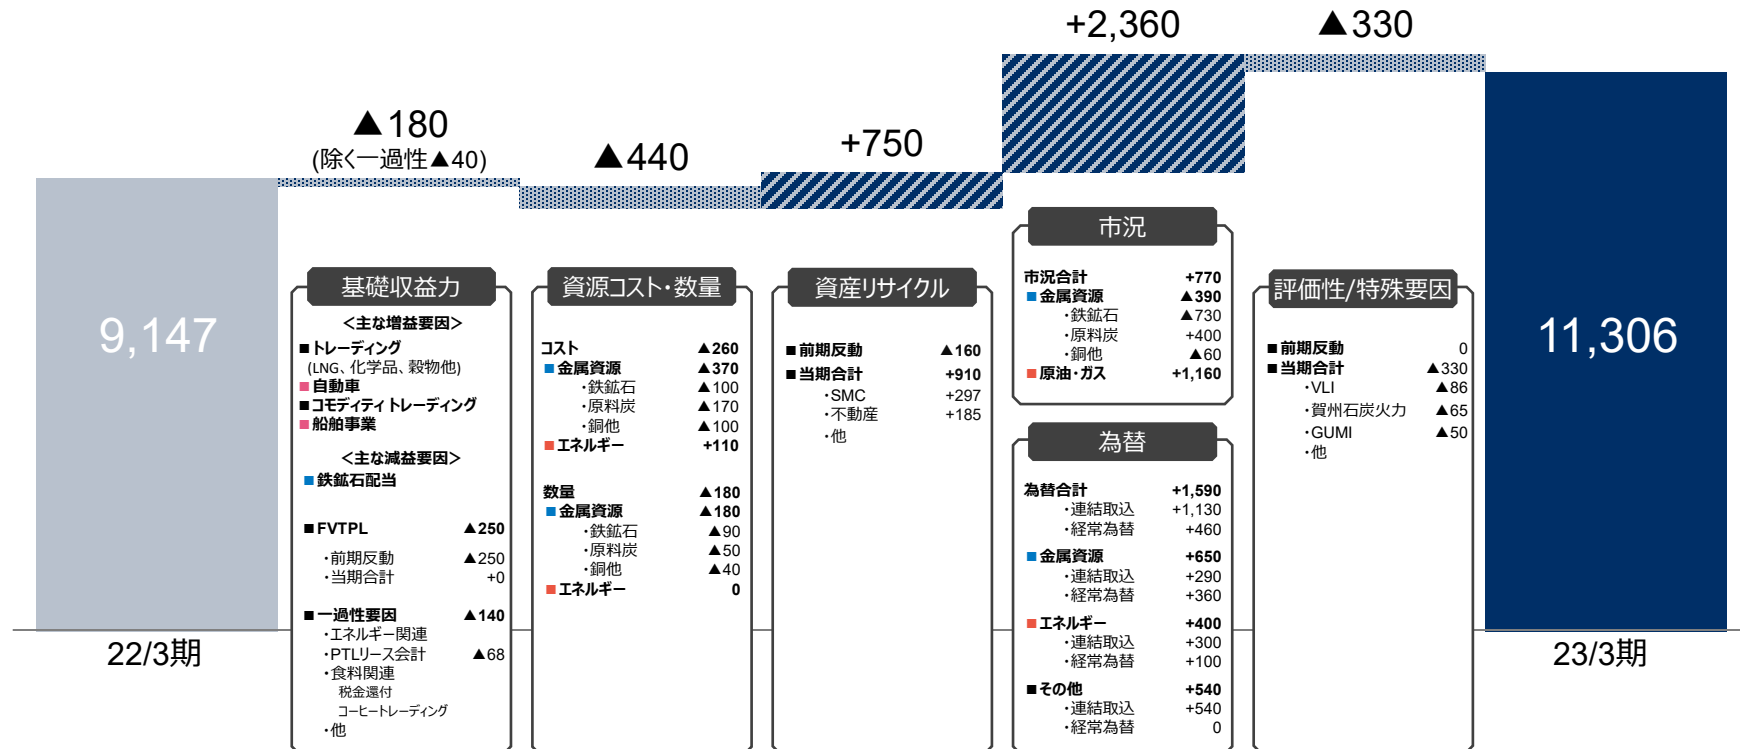 ▲180
(除く一過性▲40)
▲440
+750
+2,360
▲330
9,147
22/3期
基礎収益力
＜主な増益要因＞
■トレーディング
(LNG、化学品、穀物他)
■自動車
■コモディティ トレーディング
■船舶事業
＜主な減益要因＞
■鉄鉱石配当
■FVTPL ▲250
・前期反動 ▲250
・当期合計 +0
■一過性要因 ▲140
・エネルギー関連
・PTLリース会計 ▲68
・食料関連
税金還付
コーヒートレーディング
・他
資源コスト・数量
コスト ▲260
■金属資源 ▲370
・鉄鉱石 ▲100
・原料炭 ▲170
・銅他 ▲100
■エネルギー +110
数量 ▲180
■金属資源 ▲180
・鉄鉱石 ▲90
・原料炭 ▲50
・銅他 ▲40
■エネルギー 0
資産リサイクル
■前期反動 ▲160
■当期合計 +910
・SMC +297
・不動産 +185
・他
市況
市況合計 +770
■金属資源 ▲390
・鉄鉱石 ▲730
・原料炭 +400
・銅他 ▲60
■原油・ガス +1,160
為替
為替合計 +1,590
・連結取込 +1,130
・経常為替 +460
■金属資源 +650
・連結取込 +290
・経常為替 +360
■エネルギー +400
・連結取込 +300
・経常為替 +100
■その他 +540
・連結取込 +540
・経常為替 0
評価性/特殊要因
■前期反動 0
■当期合計 ▲330
・VLI ▲86
・賀州石炭火力 ▲65
・GUMI ▲50
・他
11,306
23/3期